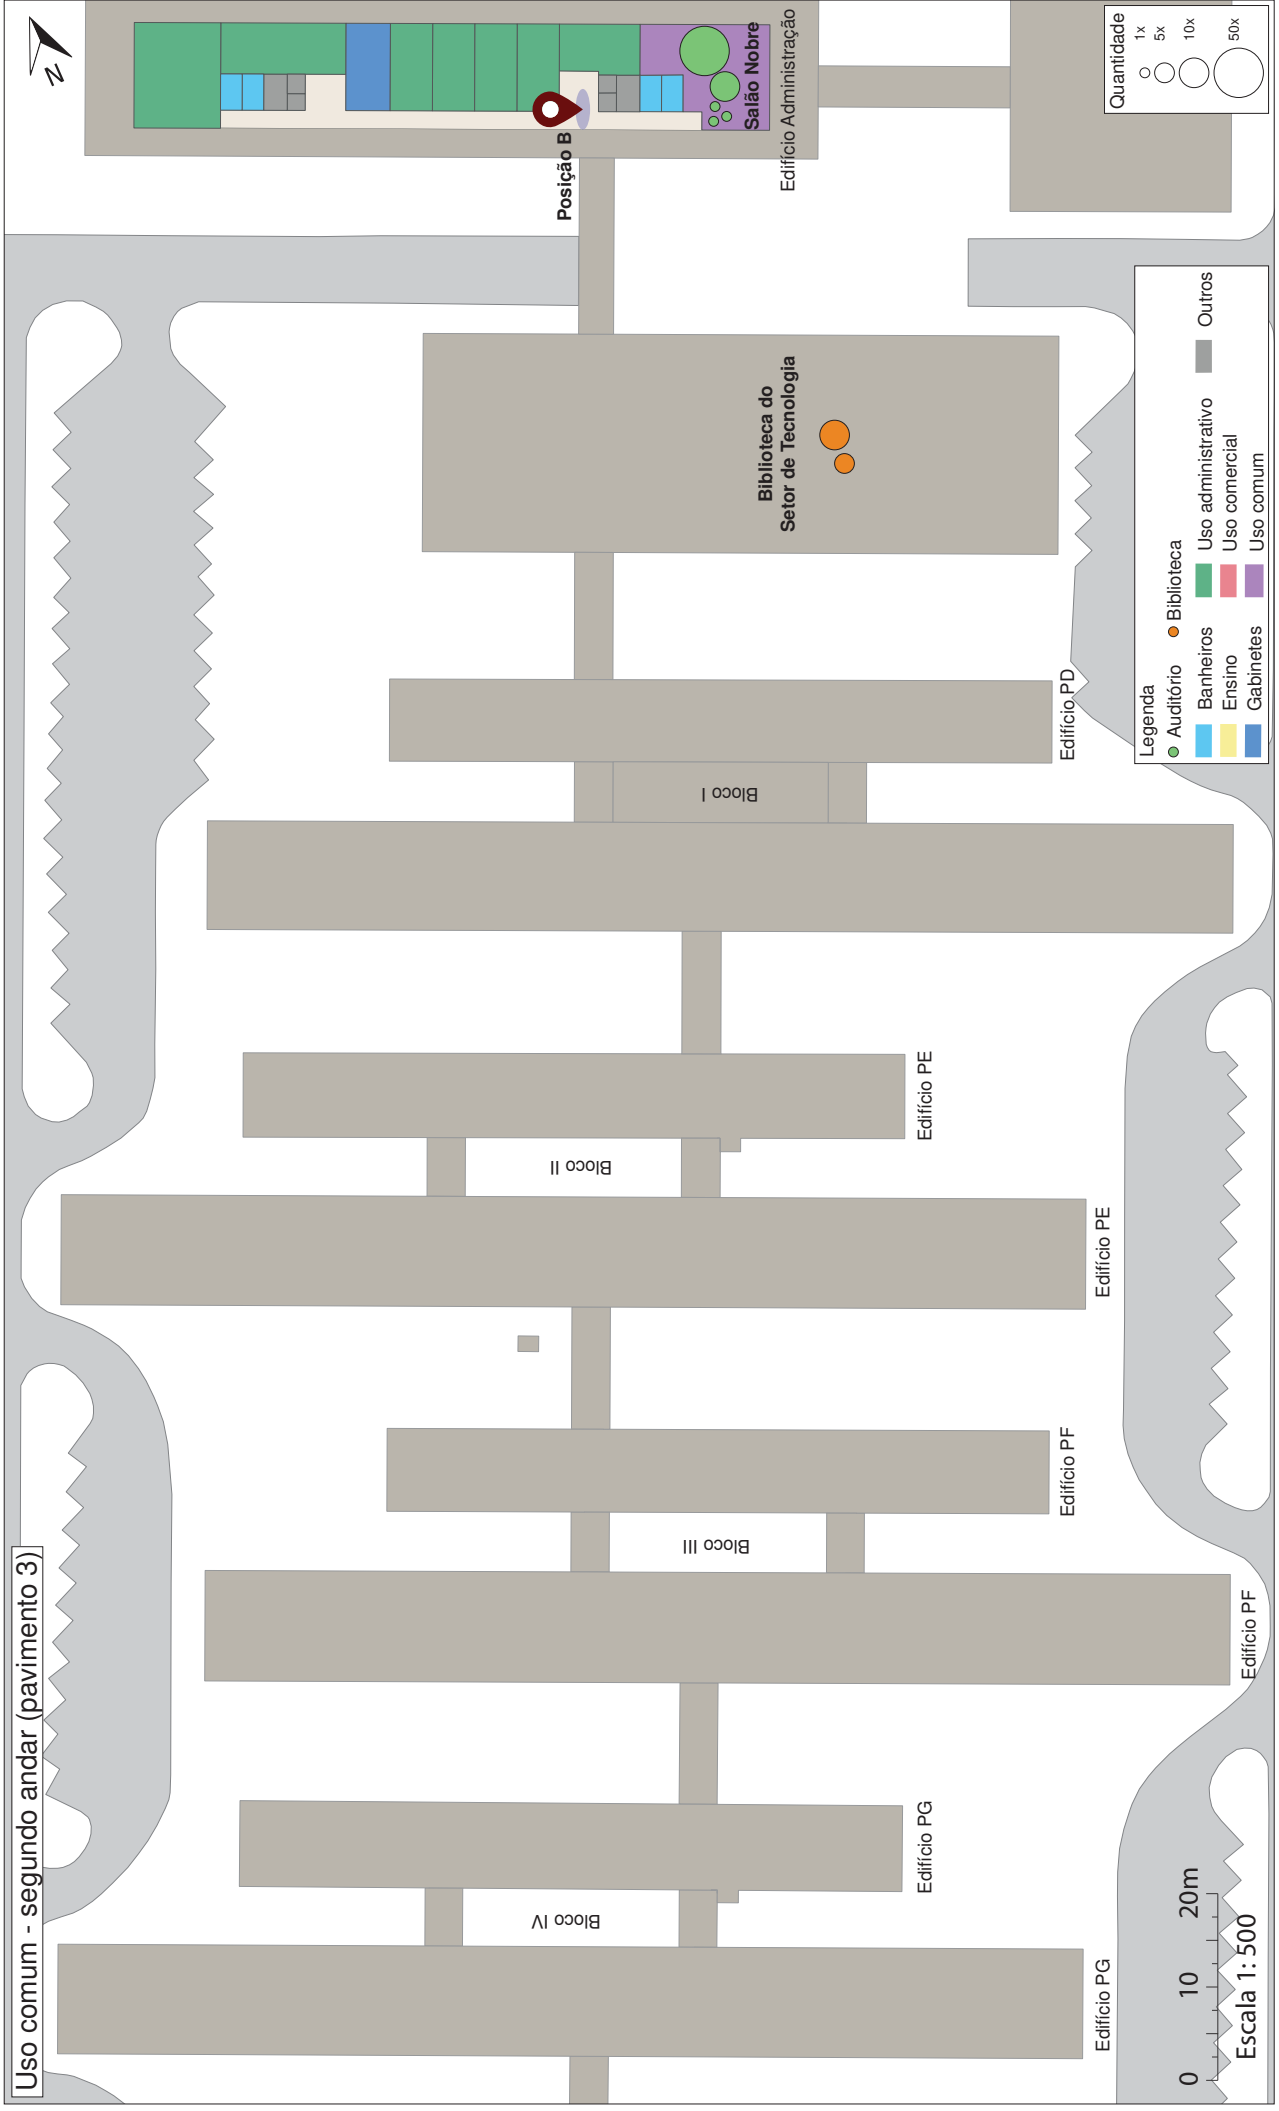 Uso comum - segundo andar (pavimento 3)
N
Posição B
Salão Nobre
Edifício Administração
Quantidade
1x
5x
10x
50x
Biblioteca do
Setor de Tecnologia
Edifício PD
Bloco I
Edifício PE
Bloco II
Edifício PE
Edifício PF
Bloco III
Edifício PF
Edifício PG
Bloco IV
Edifício PG
Legenda
Auditório
Biblioteca
Banheiros
Uso administrativo
Outros
Ensino
Uso comercial
Gabinetes
Uso comum
0 10 20m
Escala 1: 500